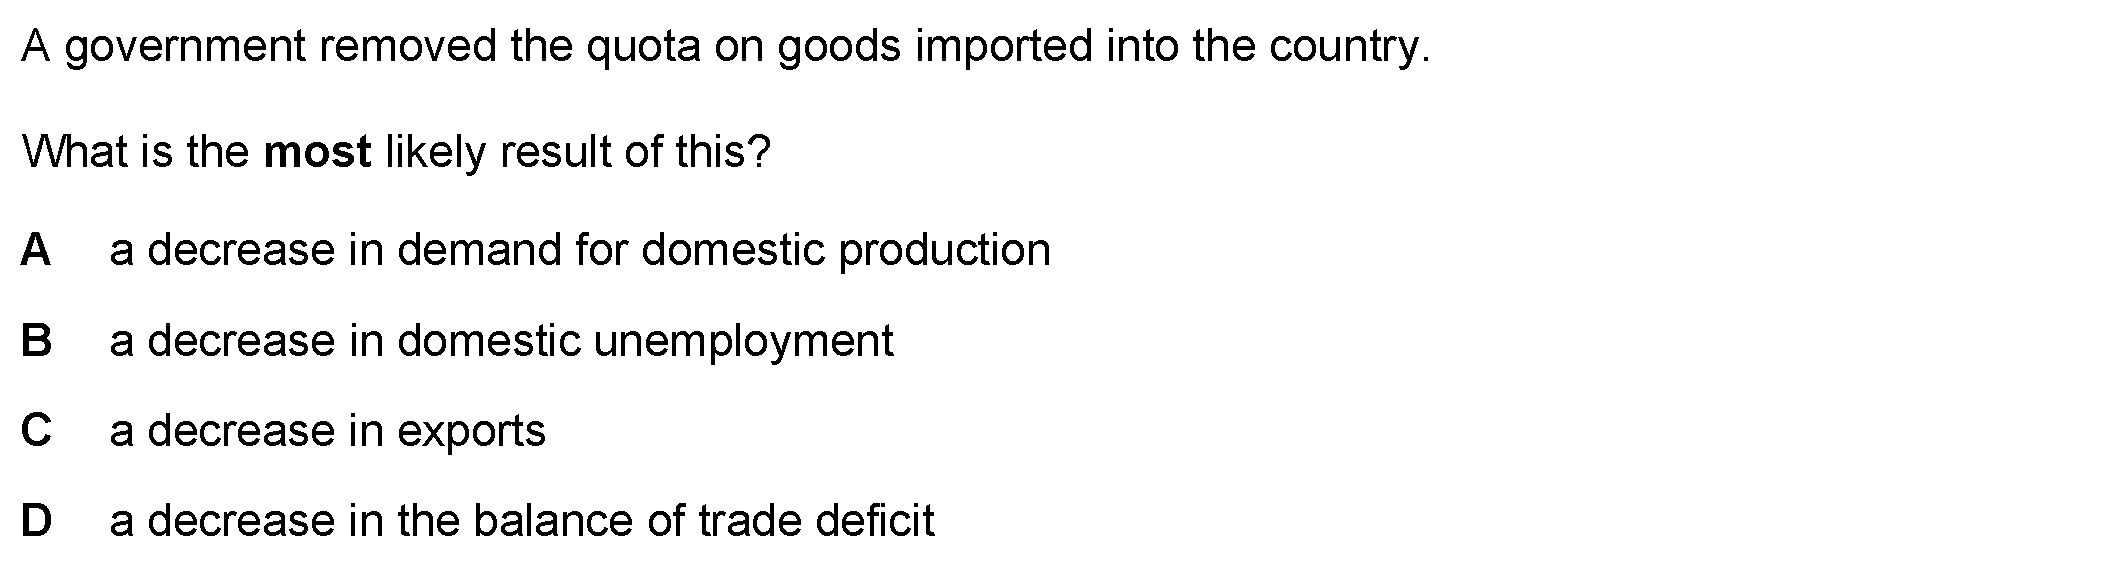 A government removed the quota on goods imported into the country.
What is the most likely result of this?
A a decrease in demand for domestic production
B a decrease in domestic unemployment
C a decrease in exports
D a decrease in the balance of trade deficit